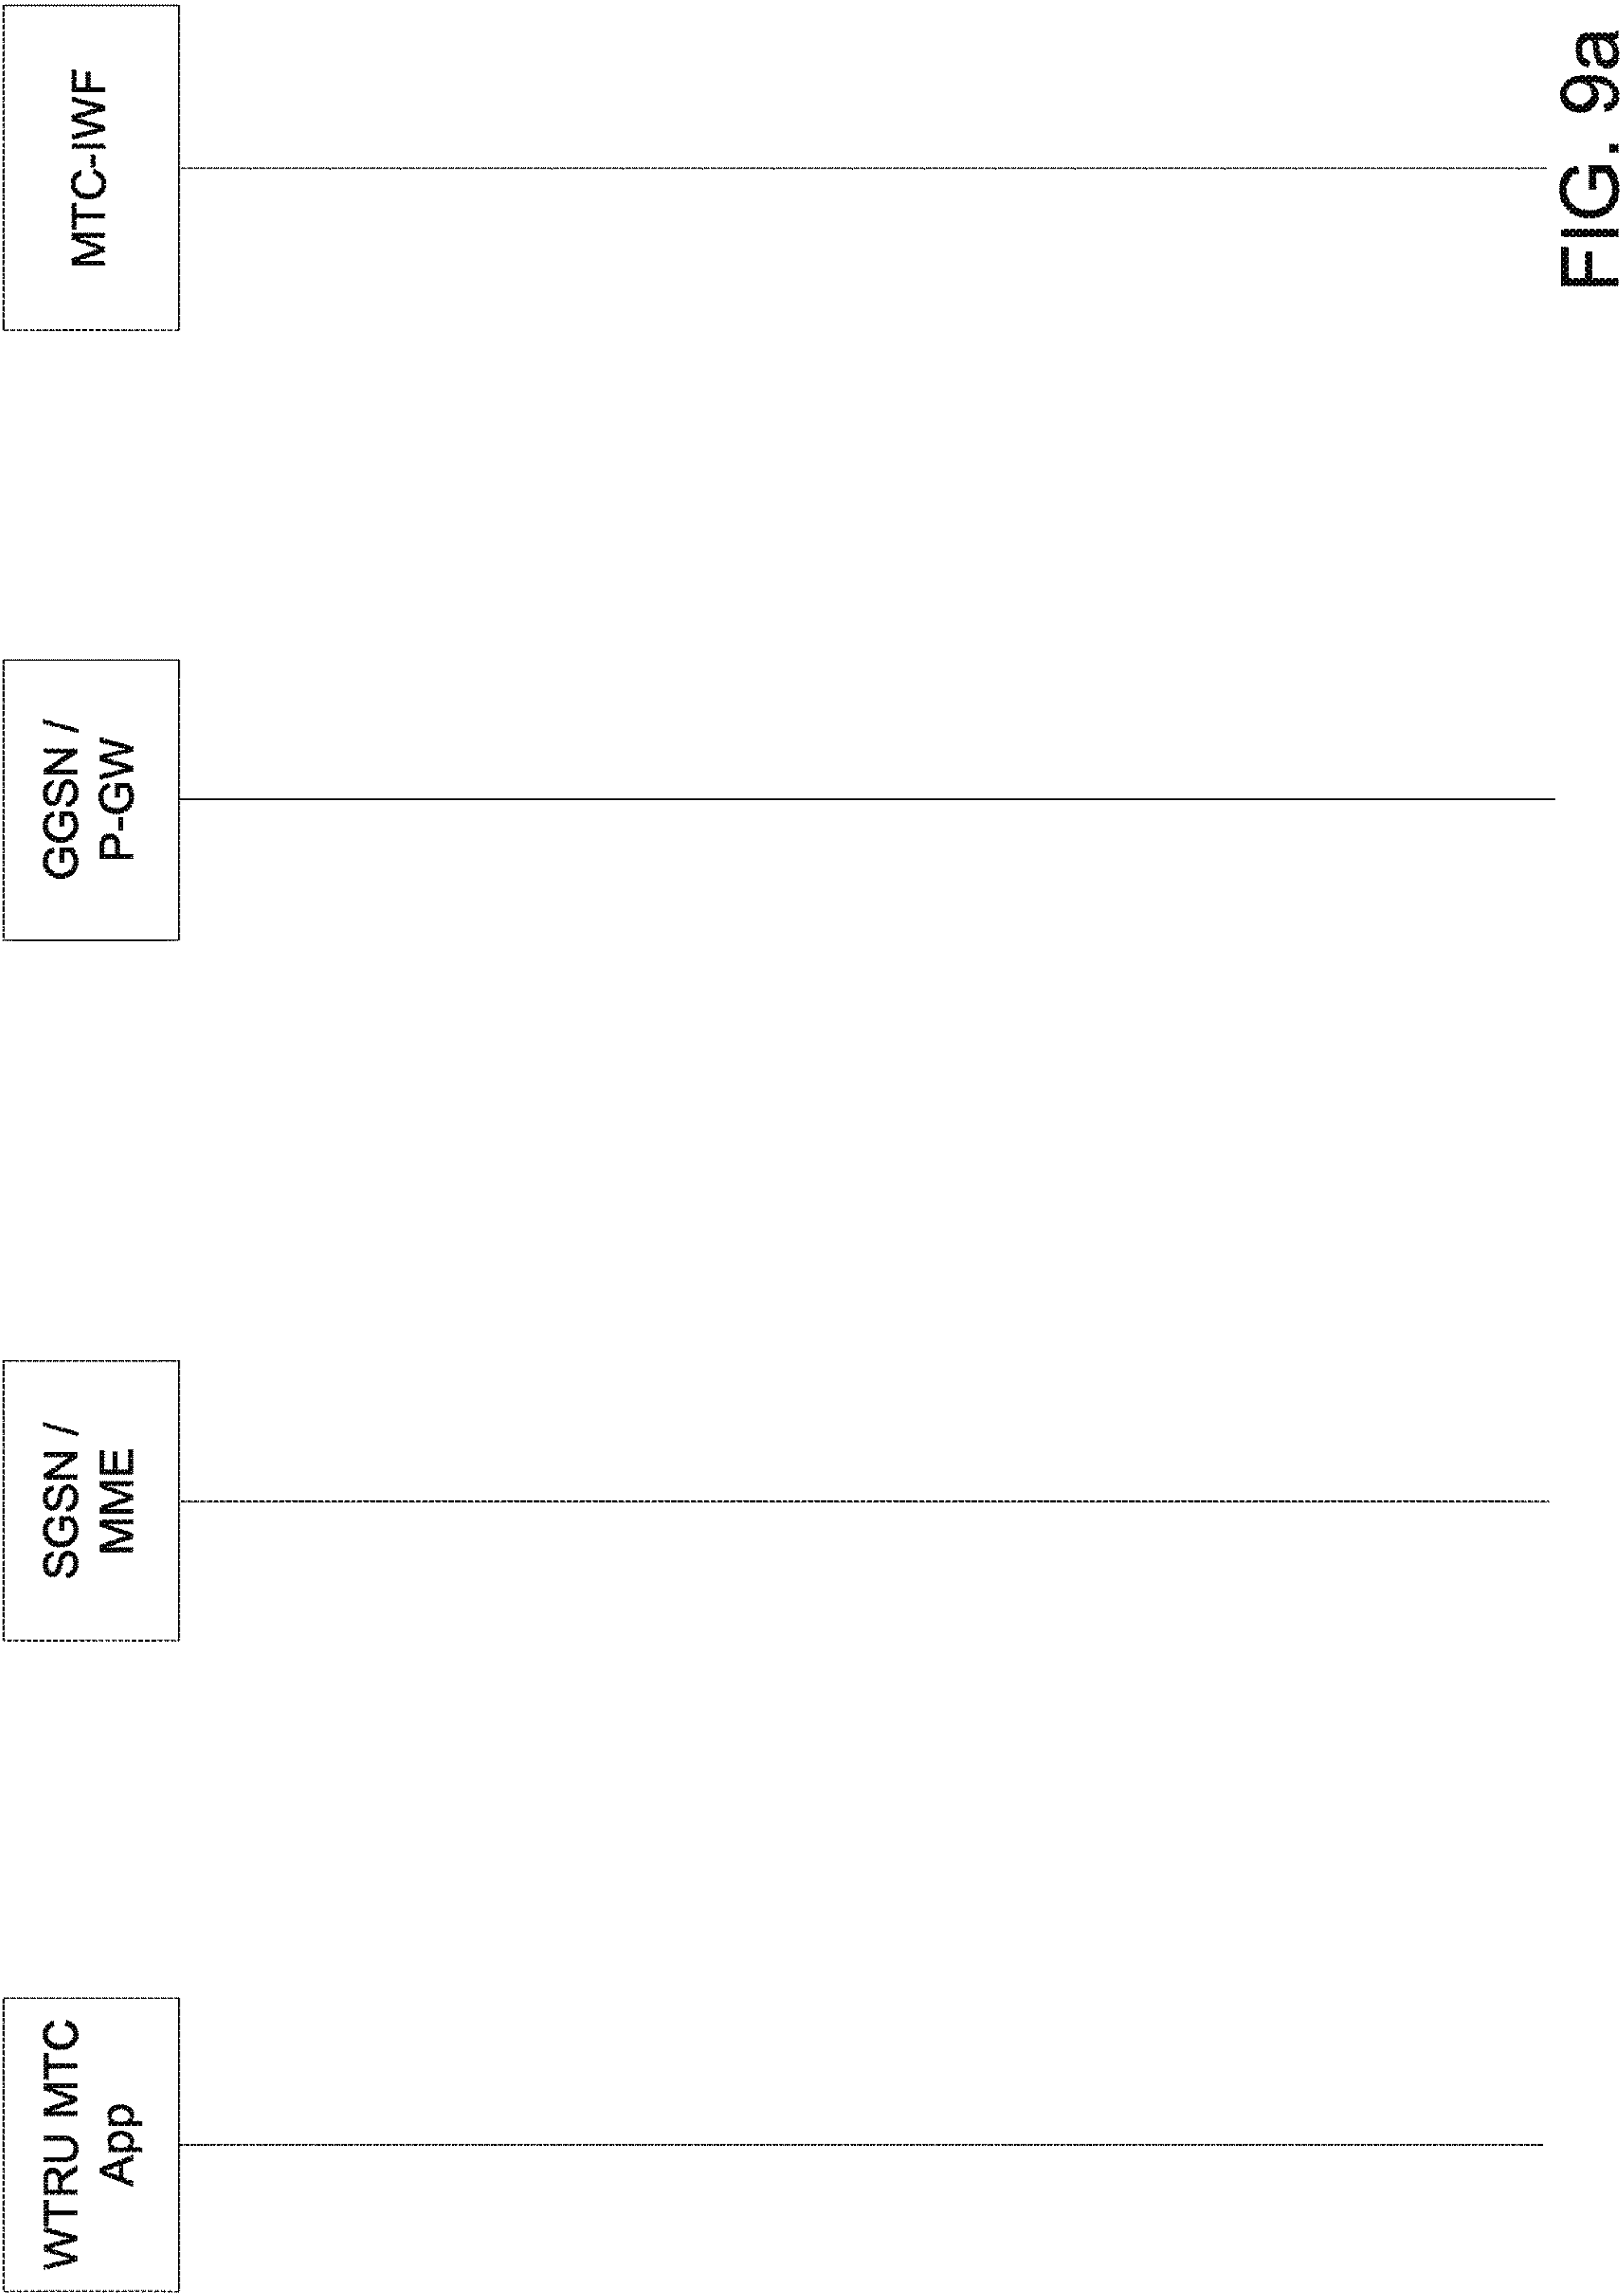 WTRU MTC
App
SGSN /
MME
GGSN /
P-GW
MTC-IWF
FIG. 9a